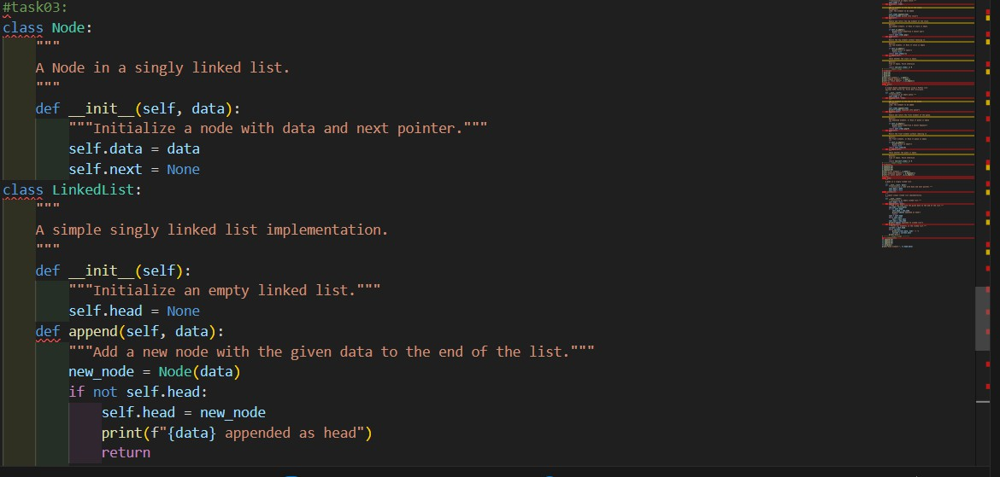 #task03:
class Node:
    """
    A Node in a singly linked list.
    """
    def __init__(self, data):
        """Initialize a node with data and next pointer."""
        self.data = data
        self.next = None
class LinkedList:
    """
    A simple singly linked list implementation.
    """
    def __init__(self):
        """Initialize an empty linked list."""
        self.head = None
    def append(self, data):
        """Add a new node with the given data to the end of the list."""
        new_node = Node(data)
        if not self.head:
            self.head = new_node
            print(f"{data} appended as head")
            return